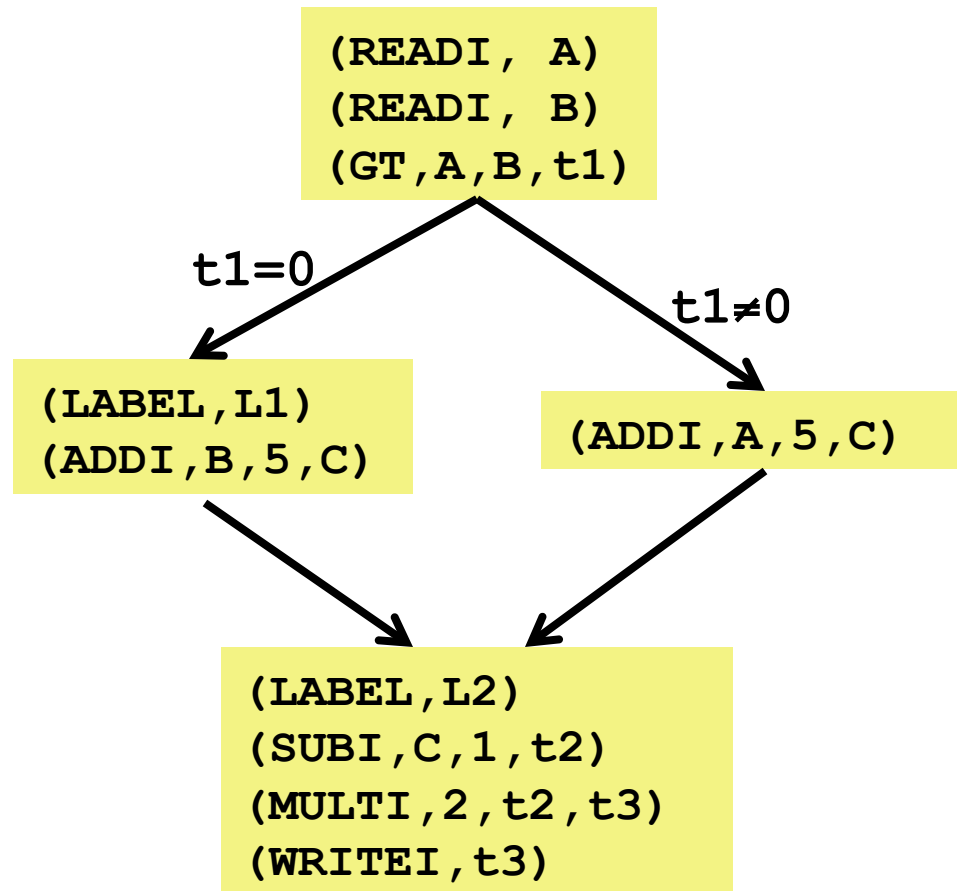 (READI, A)
(READI, B)
(GT,A,B,t1)
t1=0
t1≠0
(LABEL,L1)
(ADDI,B,5,C)
(ADDI,A,5,C)
(LABEL,L2)
(SUBI,C,1,t2)
(MULTI,2,t2,t3)
(WRITEI,t3)